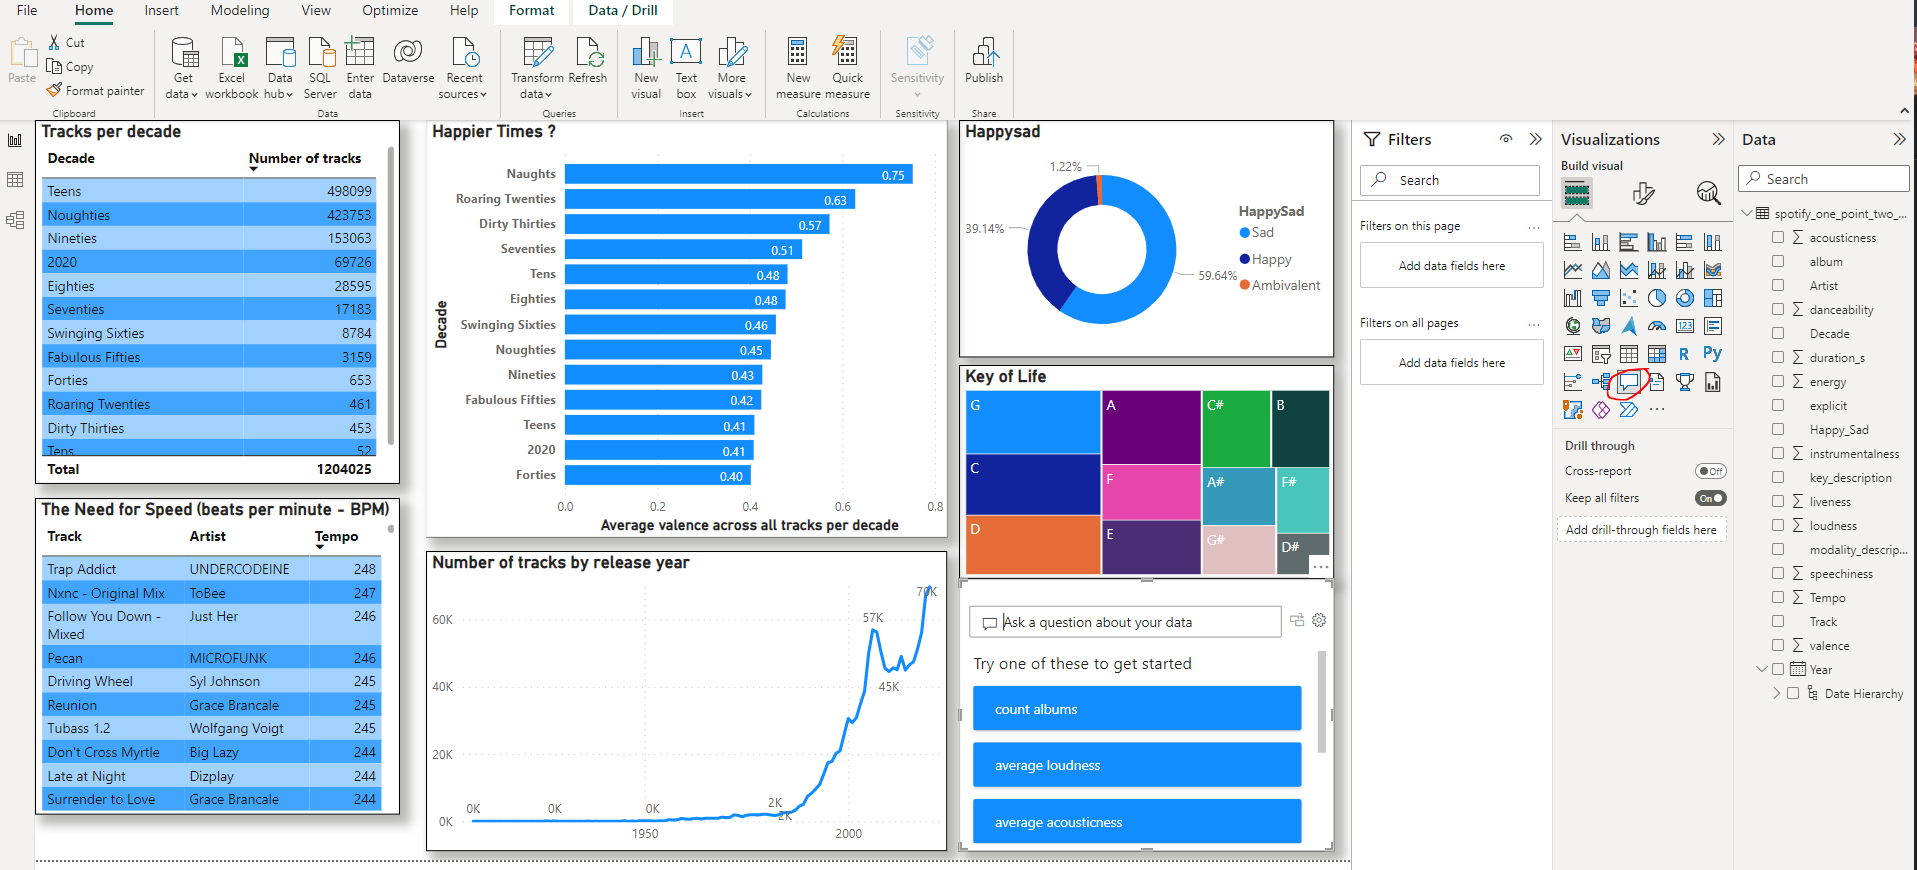 File Home Insert Modeling View Optimize Help Format Data / Drill
Paste
Cut
Copy
Format painter
Clipboard
Get data
Excel workbook
Data hub
SQL Server
Enter data
Dataverse
Recent sources
Data
Transform data
Refresh
Queries
New visual
Text box
More visuals
Insert
New measure
Quick measure
Calculations
Sensitivity
Sensitivity
Publish
Share
Tracks per decade
Decade Number of tracks
Teens 498099
Noughties 423753
Nineties 153063
2020 69726
Eighties 28595
Seventies 17183
Swinging Sixties 8784
Fabulous Fifties 3159
Forties 653
Roaring Twenties 461
Dirty Thirties 453
Tens 52
Total 1204025
The Need for Speed (beats per minute - BPM)
Track Artist Tempo
Trap Addict UNDERCODEINE 248
Nxnc - Original Mix ToBee 247
Follow You Down - Just Her 246
Mixed
Pecan MICROFUNK 246
Driving Wheel Syl Johnson 245
Reunion Grace Brancale 245
Tubass 1.2 Wolfgang Voigt 245
Don't Cross Myrtle Big Lazy 244
Late at Night Dizplay 244
Surrender to Love Grace Brancale 244
Happier Times ?
Decade
Naughts 0.75
Roaring Twenties 0.63
Dirty Thirties 0.57
Seventies 0.51
Tens 0.48
Eighties 0.48
Swinging Sixties 0.46
Noughties 0.45
Nineties 0.43
Fabulous Fifties 0.42
Teens 0.41
2020 0.41
Forties 0.40
0.0 0.2 0.4 0.6 0.8
Average valence across all tracks per decade
Number of tracks by release year
70K
60K
57K
40K
45K
20K
0K 0K 0K 2K
2K
0K
1950 2000
Happysad
1.22%
39.14%
59.64%
HappySad
Sad
Happy
Ambivalent
Key of Life
G A C# B
C F A# F#
D E G# D#
Ask a question about your data
Try one of these to get started
count albums
average loudness
average acousticness
Filters
Search
Filters on this page ...
Add data fields here
Filters on all pages ...
Add data fields here
Visualizations
Build visual
123
R Py
...
Drill through
Cross-report Off
Keep all filters On
Add drill-through fields here
Data
Search
spotify_one_point_two_...
acousticness
album
Artist
danceability
Decade
duration_s
energy
explicit
Happy_Sad
instrumentalness
key_description
liveness
loudness
modality_descrip...
speechiness
Tempo
Track
valence
Year
Date Hierarchy